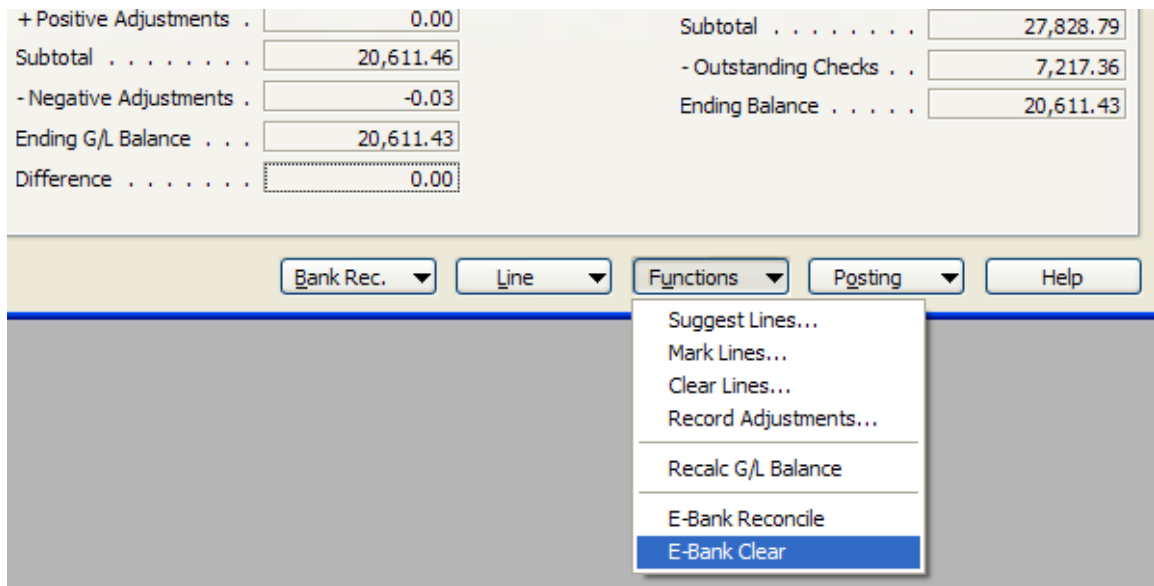 + Positive Adjustments . 0.00
Subtotal . . . . . . . . 20,611.46
- Negative Adjustments . -0.03
Ending G/L Balance . . . 20,611.43
Difference . . . . . . . 0.00
Subtotal . . . . . . . . 27,828.79
- Outstanding Checks . . 7,217.36
Ending Balance . . . . . 20,611.43
Bank Rec. Line Functions Posting Help
Suggest Lines...
Mark Lines...
Clear Lines...
Record Adjustments...
Recalc G/L Balance
E-Bank Reconcile
E-Bank Clear